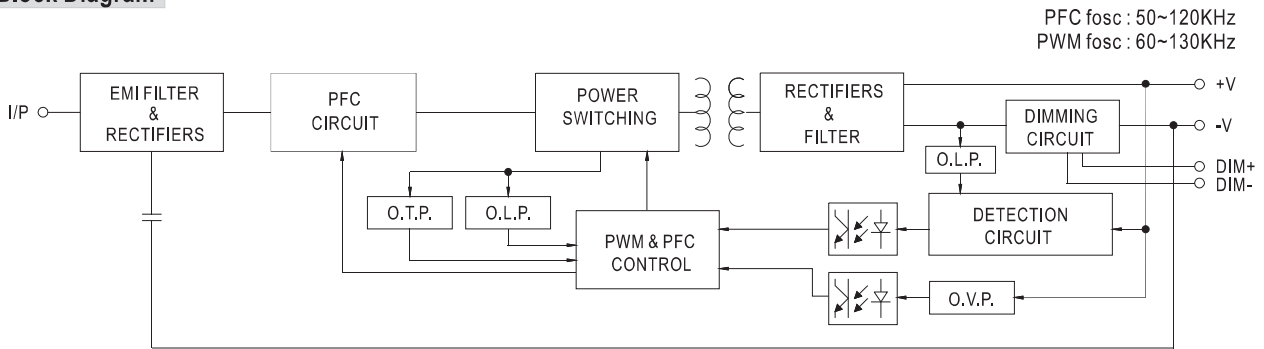 Block Diagram
PFC fosc : 50~120KHz
PWM fosc : 60~130KHz
I/P
EMI FILTER
&
RECTIFIERS
PFC
CIRCUIT
POWER
SWITCHING
RECTIFIERS
&
FILTER
DIMMING
CIRCUIT
+V
-V
DIM+
DIM-
O.L.P.
O.T.P.
O.L.P.
PWM & PFC
CONTROL
DETECTION
CIRCUIT
O.V.P.